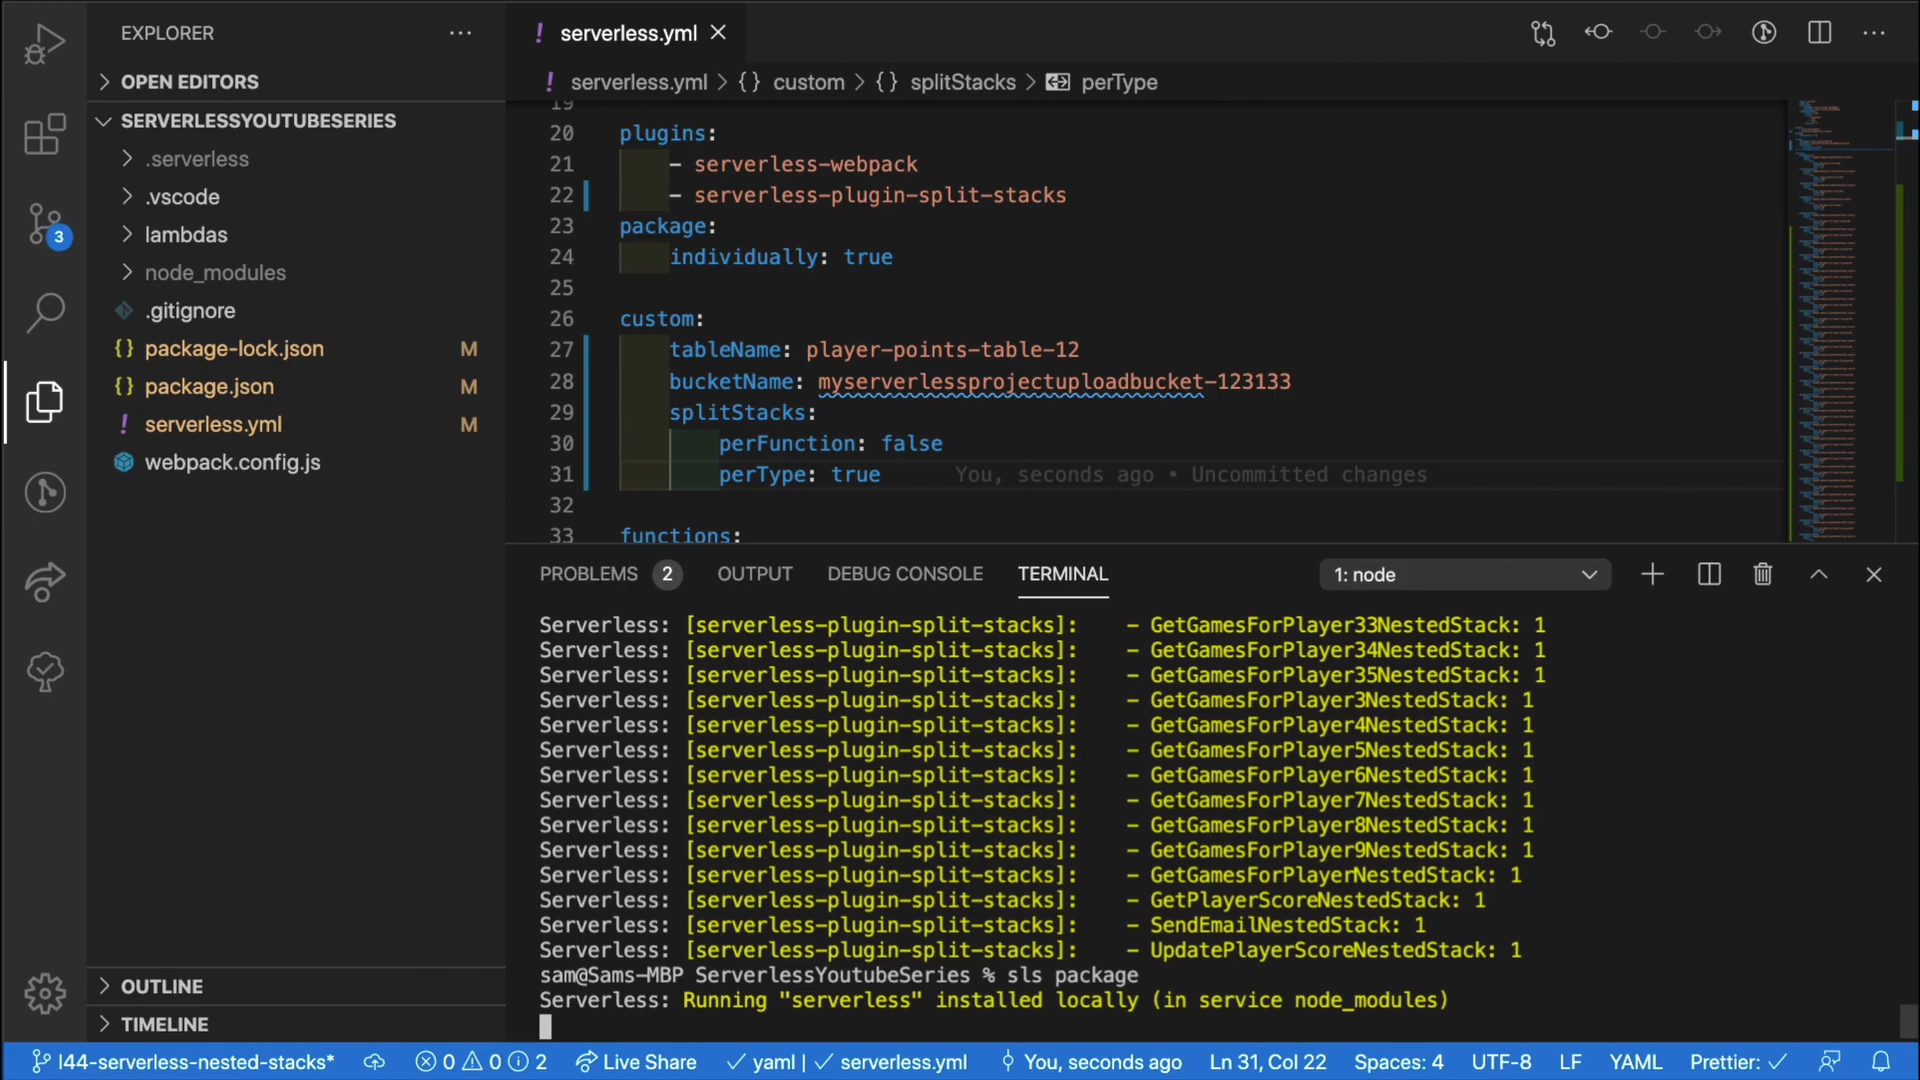 EXPLORER
OPEN EDITORS
SERVERLESSYOUTUBESERIES
.serverless
.vscode
lambdas
node_modules
.gitignore
package-lock.json M
package.json M
serverless.yml M
webpack.config.js
OUTLINE
TIMELINE
3
serverless.yml
serverless.yml > {} custom > {} splitStacks > perType
19
20 plugins:
21 - serverless-webpack
22 - serverless-plugin-split-stacks
23 package:
24 individually: true
25
26 custom:
27 tableName: player-points-table-12
28 bucketName: myserverlessprojectuploadbucket-123133
29 splitStacks:
30 perFunction: false
31 perType: true You, seconds ago • Uncommitted changes
32
33 functions:
PROBLEMS 2 OUTPUT DEBUG CONSOLE TERMINAL 1: node
Serverless: [serverless-plugin-split-stacks]: - GetGamesForPlayer33NestedStack: 1
Serverless: [serverless-plugin-split-stacks]: - GetGamesForPlayer34NestedStack: 1
Serverless: [serverless-plugin-split-stacks]: - GetGamesForPlayer35NestedStack: 1
Serverless: [serverless-plugin-split-stacks]: - GetGamesForPlayer3NestedStack: 1
Serverless: [serverless-plugin-split-stacks]: - GetGamesForPlayer4NestedStack: 1
Serverless: [serverless-plugin-split-stacks]: - GetGamesForPlayer5NestedStack: 1
Serverless: [serverless-plugin-split-stacks]: - GetGamesForPlayer6NestedStack: 1
Serverless: [serverless-plugin-split-stacks]: - GetGamesForPlayer7NestedStack: 1
Serverless: [serverless-plugin-split-stacks]: - GetGamesForPlayer8NestedStack: 1
Serverless: [serverless-plugin-split-stacks]: - GetGamesForPlayer9NestedStack: 1
Serverless: [serverless-plugin-split-stacks]: - GetGamesForPlayerNestedStack: 1
Serverless: [serverless-plugin-split-stacks]: - GetPlayerScoreNestedStack: 1
Serverless: [serverless-plugin-split-stacks]: - SendEmailNestedStack: 1
Serverless: [serverless-plugin-split-stacks]: - UpdatePlayerScoreNestedStack: 1
sam@Sams-MBP ServerlessYoutubeSeries % sls package
Serverless: Running "serverless" installed locally (in service node_modules)
l44-serverless-nested-stacks* 0 0 2 Live Share yaml | serverless.yml You, seconds ago Ln 31, Col 22 Spaces: 4 UTF-8 LF YAML Prettier: